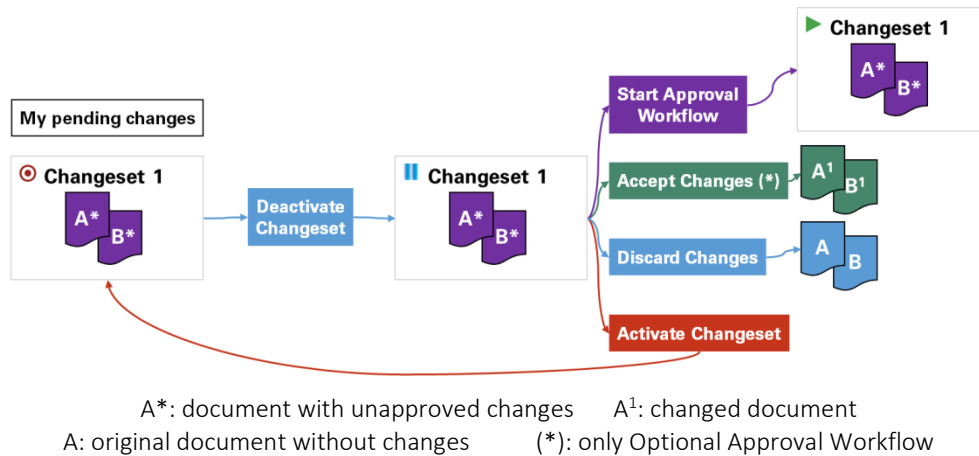 My pending changes
Changeset 1
A*
B*
Deactivate
Changeset
Changeset 1
A*
B*
Start Approval
Workflow
Changeset 1
A*
B*
Accept Changes (*)
A¹
B¹
Discard Changes
A
B
Activate Changeset
A*: document with unapproved changes A¹: changed document
A: original document without changes (*): only Optional Approval Workflow